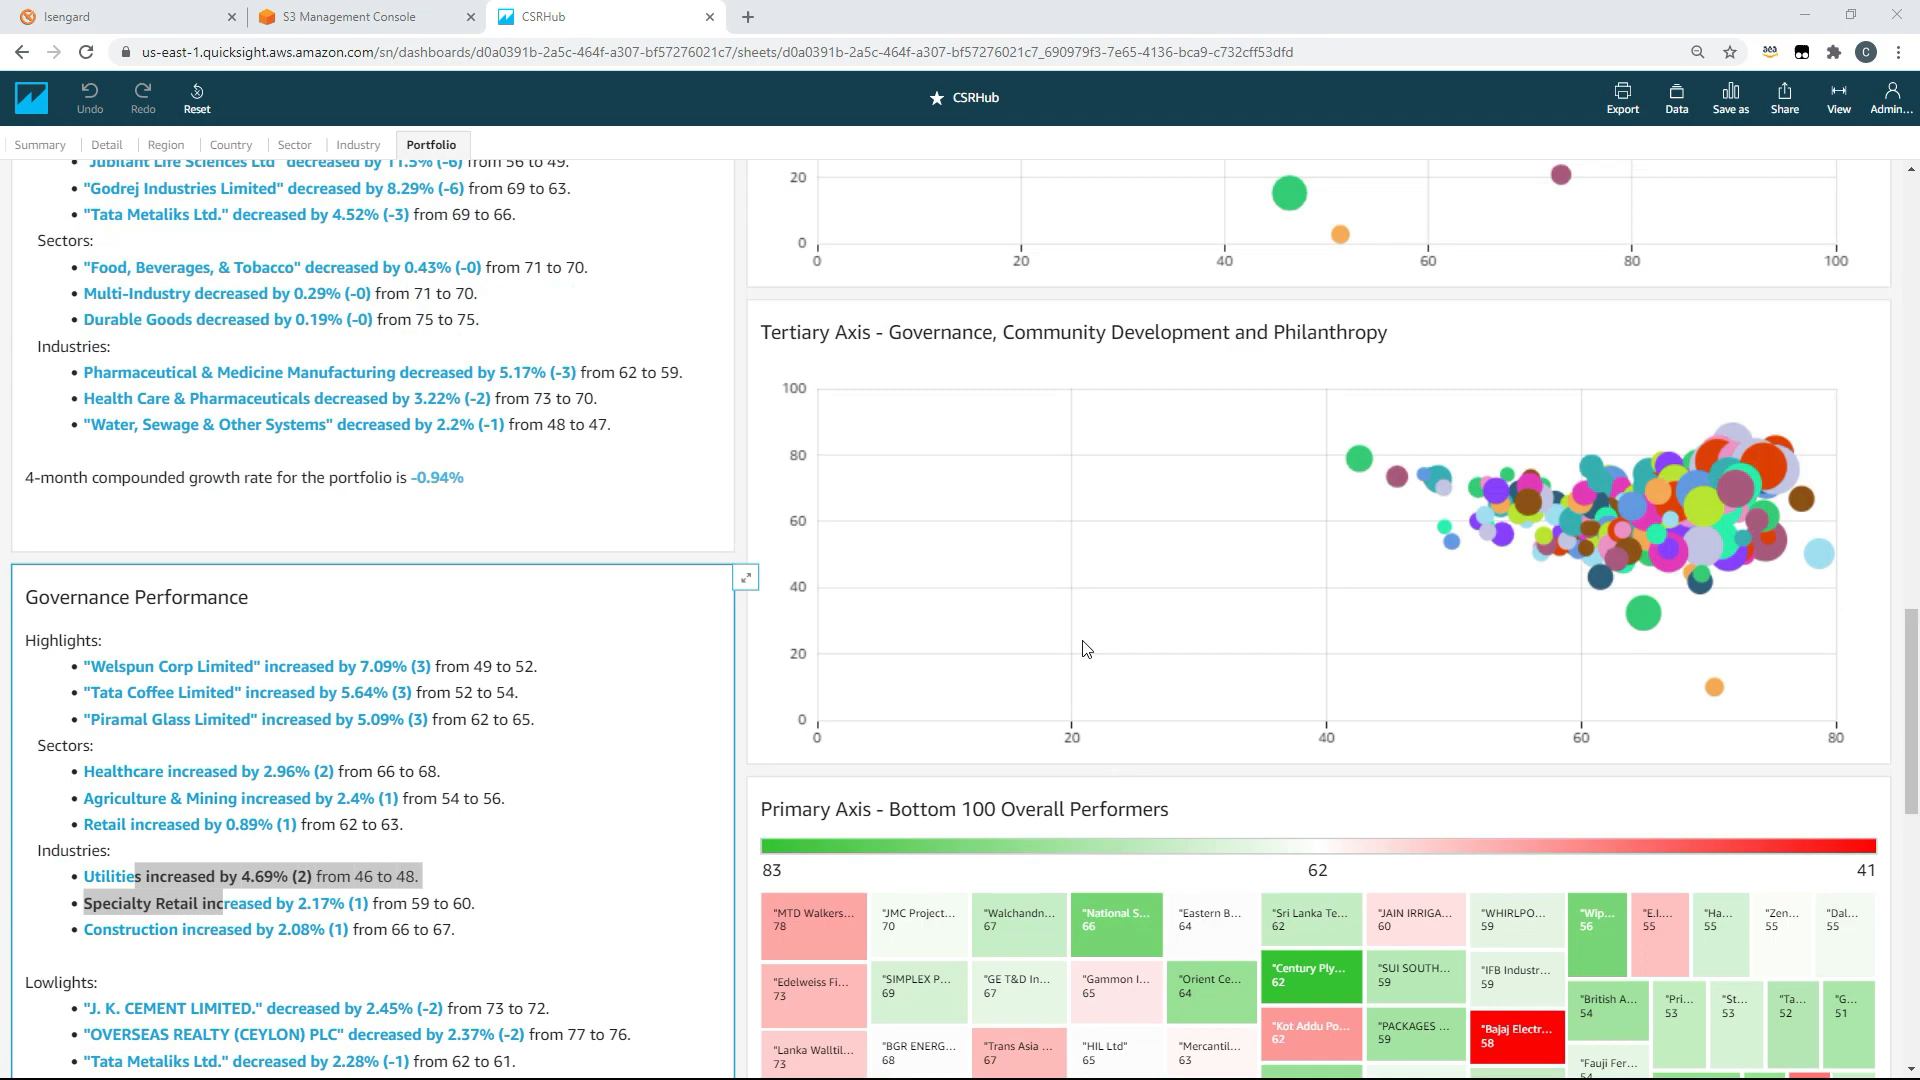 Isengard
S3 Management Console
CSRHub
us-east-1.quicksight.aws.amazon.com/sn/dashboards/d0a0391b-2a5c-464f-a307-bf57276021c7/sheets/d0a0391b-2a5c-464f-a307-bf57276021c7_690979f3-7e65-4136-bca9-c732cff53dfd
C
Undo
Redo
Reset
CSRHub
Export
Data
Save as
Share
View
Admin...
Summary
Detail
Region
Country
Sector
Industry
Portfolio
• "Jubilant Life Sciences Ltd" decreased by 11.5% (-6) from 56 to 49.
• "Godrej Industries Limited" decreased by 8.29% (-6) from 69 to 63.
• "Tata Metaliks Ltd." decreased by 4.52% (-3) from 69 to 66.
Sectors:
• "Food, Beverages, & Tobacco" decreased by 0.43% (-0) from 71 to 70.
• Multi-Industry decreased by 0.29% (-0) from 71 to 70.
• Durable Goods decreased by 0.19% (-0) from 75 to 75.
Industries:
• Pharmaceutical & Medicine Manufacturing decreased by 5.17% (-3) from 62 to 59.
• Health Care & Pharmaceuticals decreased by 3.22% (-2) from 73 to 70.
• "Water, Sewage & Other Systems" decreased by 2.2% (-1) from 48 to 47.
4-month compounded growth rate for the portfolio is -0.94%
Governance Performance
Highlights:
• "Welspun Corp Limited" increased by 7.09% (3) from 49 to 52.
• "Tata Coffee Limited" increased by 5.64% (3) from 52 to 54.
• "Piramal Glass Limited" increased by 5.09% (3) from 62 to 65.
Sectors:
• Healthcare increased by 2.96% (2) from 66 to 68.
• Agriculture & Mining increased by 2.4% (1) from 54 to 56.
• Retail increased by 0.89% (1) from 62 to 63.
Industries:
• Utilities increased by 4.69% (2) from 46 to 48.
• Specialty Retail increased by 2.17% (1) from 59 to 60.
• Construction increased by 2.08% (1) from 66 to 67.
Lowlights:
• "J. K. CEMENT LIMITED." decreased by 2.45% (-2) from 73 to 72.
• "OVERSEAS REALTY (CEYLON) PLC" decreased by 2.37% (-2) from 77 to 76.
• "Tata Metaliks Ltd." decreased by 2.28% (-1) from 62 to 61.
20
0
0 20 40 60 80 100
Tertiary Axis - Governance, Community Development and Philanthropy
100
80
60
40
20
0
0 20 40 60 80
Primary Axis - Bottom 100 Overall Performers
83 62 41
"MTD Walkers...
78
"JMC Project...
70
"Walchandn...
67
"National S...
66
"Eastern B...
64
"Sri Lanka Te...
62
"JAIN IRRIGA...
60
"WHIRLPO...
59
"Wip...
56
"E.I....
55
"Ha...
55
"Zen...
55
"Dal...
55
"Edelweiss Fi...
73
"SIMPLEX P...
69
"GE T&D In...
67
"Gammon I...
65
"Orient Ce...
64
"Century Ply...
62
"SUI SOUTH...
59
"IFB Industr...
59
"British A...
54
"Pri...
53
"St...
53
"Ta...
52
"G...
51
"Lanka Walltil...
73
"BGR ENERG...
68
"Trans Asia ...
67
"HIL Ltd"
65
"Mercantil...
63
"Kot Addu Po...
62
"PACKAGES ...
59
"Bajaj Electr...
58
"Fauji Fer...
54